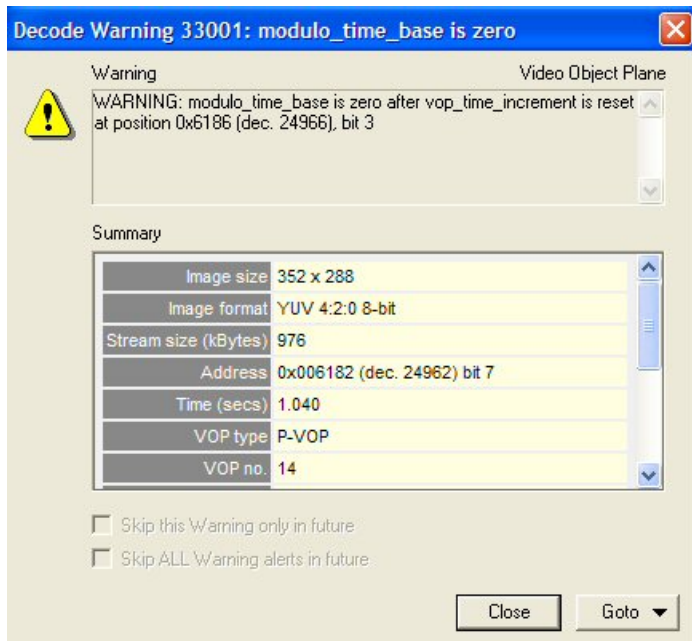 Decode Warning 33001: modulo_time_base is zero
Warning Video Object Plane
WARNING: modulo_time_base is zero after vop_time_increment is reset
at position 0x6186 (dec. 24966), bit 3
Summary
Image size 352 x 288
Image format YUV 4:2:0 8-bit
Stream size (kBytes) 976
Address 0x006182 (dec. 24962) bit 7
Time (secs) 1.040
VOP type P-VOP
VOP no. 14
Skip this Warning only in future
Skip ALL Warning alerts in future
Close Goto